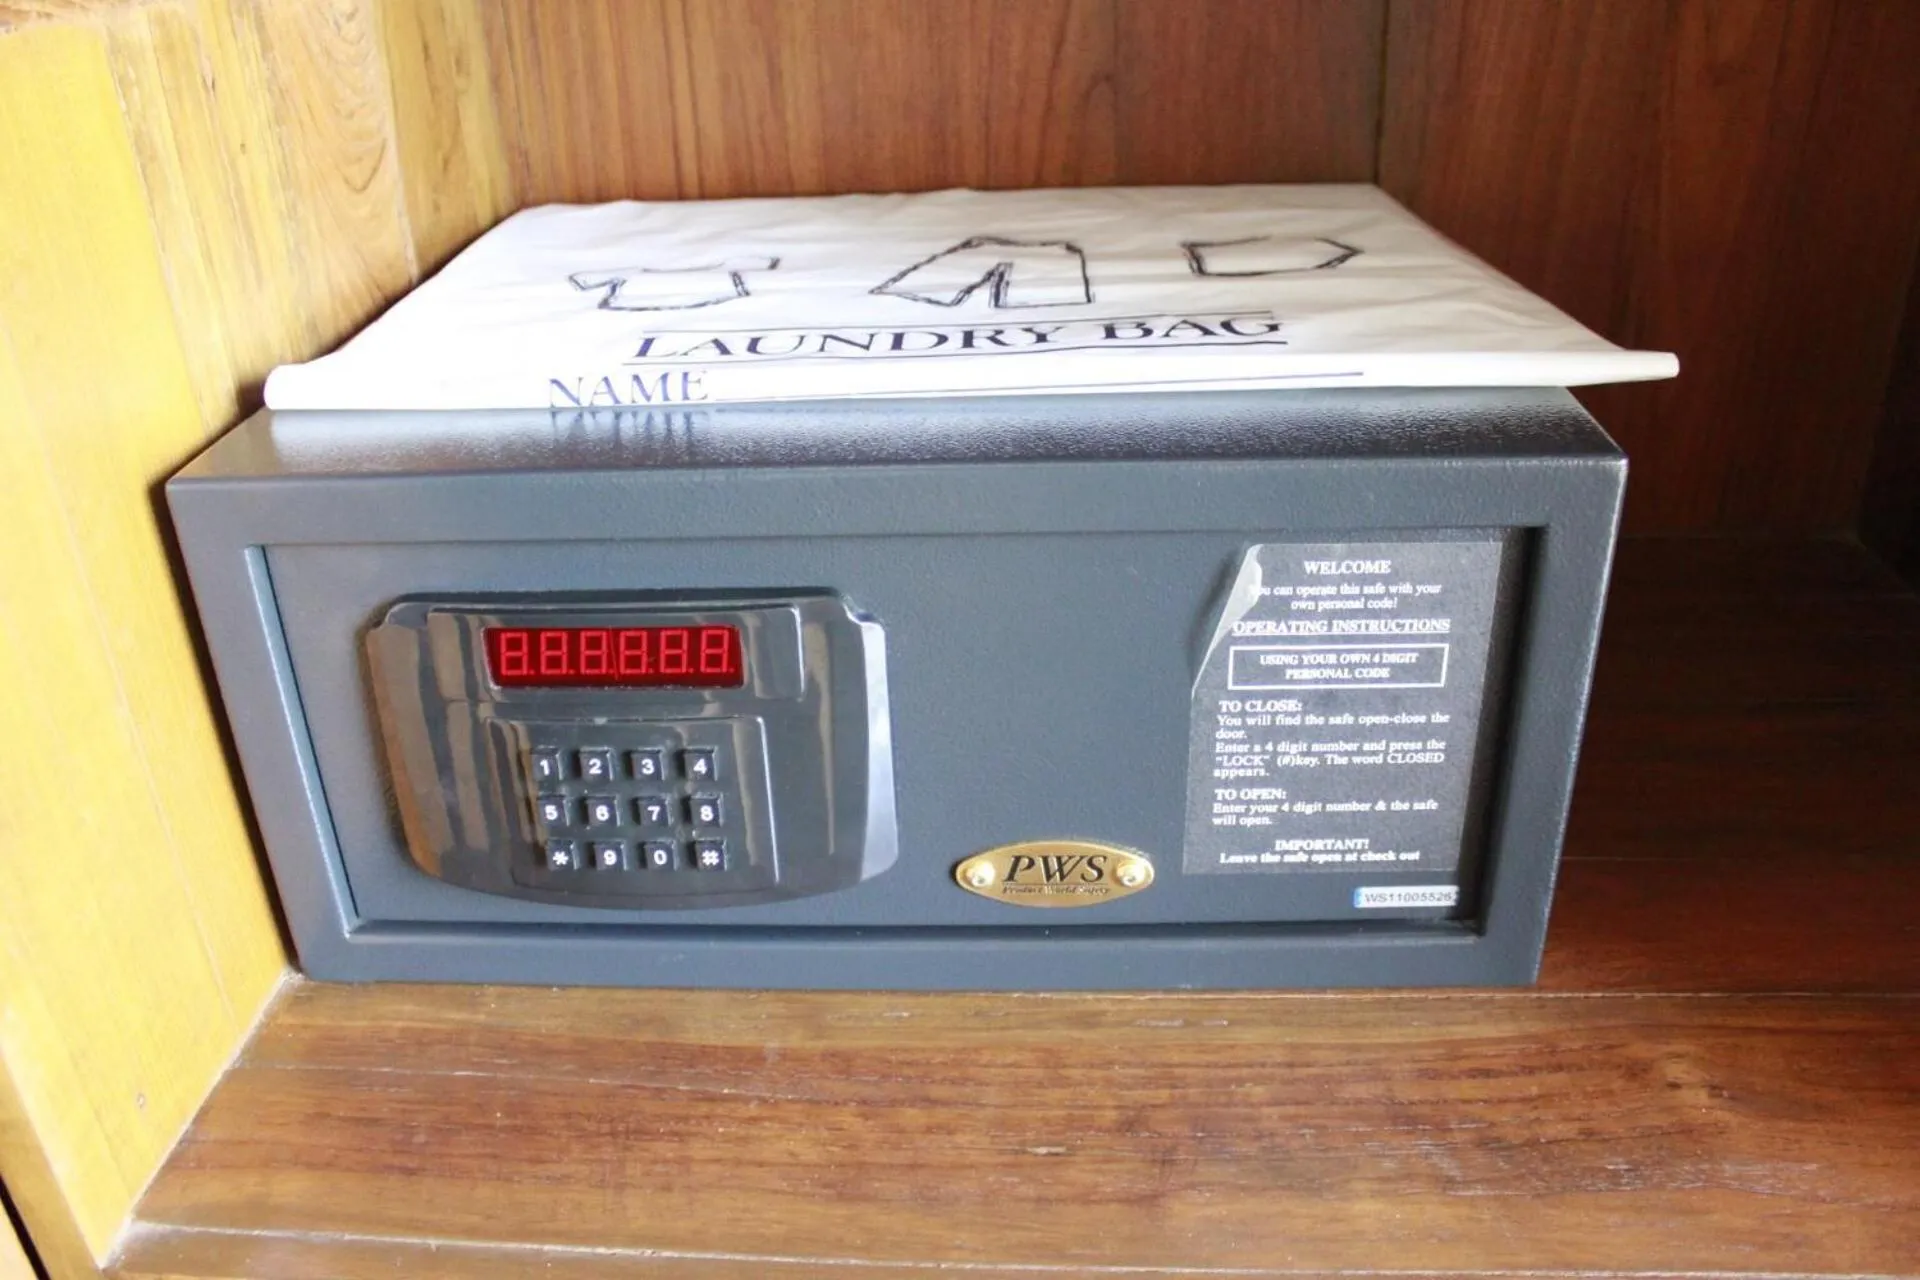 LAUNDRY BAG
NAME
8.8.8.8.8.8.
1 2 3 4
5 6 7 8
* 9 0 #
PWS
Product World Safety
WELCOME
You can operate this safe with your
own personal code!
OPERATING INSTRUCTIONS
USING YOUR OWN 4 DIGIT
PERSONAL CODE
TO CLOSE:
You will find the safe open-close the
door.
Enter a 4 digit number and press the
"LOCK" (#)key. The word CLOSED
appears.
TO OPEN:
Enter your 4 digit number & the safe
will open.
IMPORTANT!
Leave the safe open at check out
WS11005526